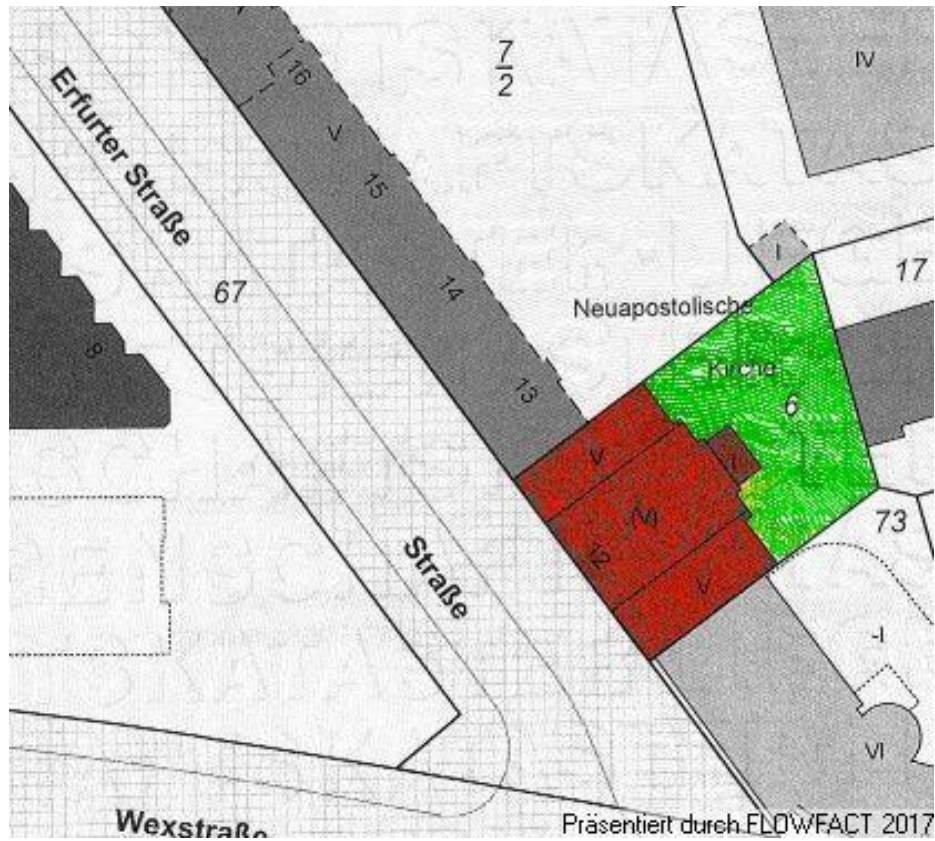 7
2
IV
16
V
15
14
13
Erfurter Straße
67
8
I
17
Neuapostolische
Kirche
6
V
I
(VI
12
V
Straße
73
-I
VI
Wexstraße
Präsentiert durch FLOWFACT 2017